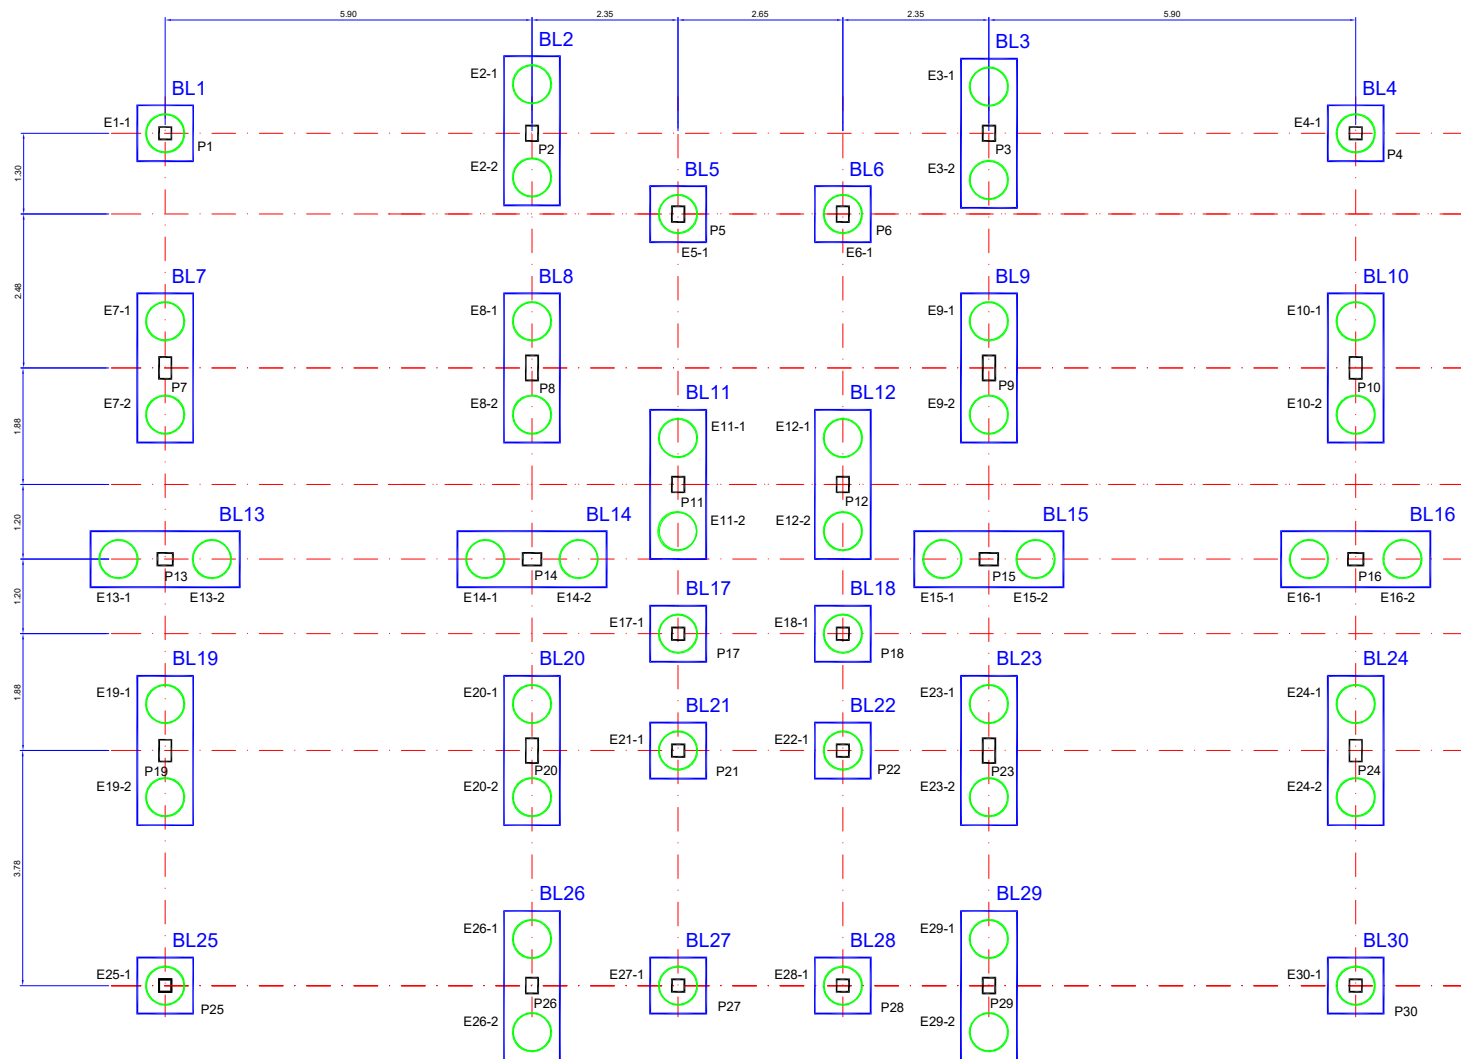 5.90 2.35 2.65 2.35 5.90
BL2 BL3
E2-1 E3-1
BL1 BL4
E1-1 E4-1
P1 P2 P3 P4
1.30
E2-2 E3-2
BL5 BL6
P5 P6
E5-1 E6-1
2.48
BL7 BL8 BL9 BL10
E7-1 E8-1 E9-1 E10-1
P7 P8 P9 P10
E7-2 E8-2 E9-2 E10-2
BL11 BL12
E11-1 E12-1
1.88
P11 P12
E11-2 E12-2
BL13 BL14 BL15 BL16
1.20
P13 P14 P15 P16
E13-1 E13-2 E14-1 E14-2 E15-1 E15-2 E16-1 E16-2
1.20
BL17 BL18
E17-1 E18-1
P17 P18
BL19 BL20 BL23 BL24
E19-1 E20-1 E23-1 E24-1
1.88
BL21 BL22
E21-1 E22-1
P19 P20 P21 P22 P23 P24
E19-2 E20-2 E23-2 E24-2
3.78
BL26 BL29
E26-1 E29-1
BL25 BL27 BL28 BL30
E25-1 E27-1 E28-1 E30-1
P25 P26 P27 P28 P29 P30
E26-2 E29-2